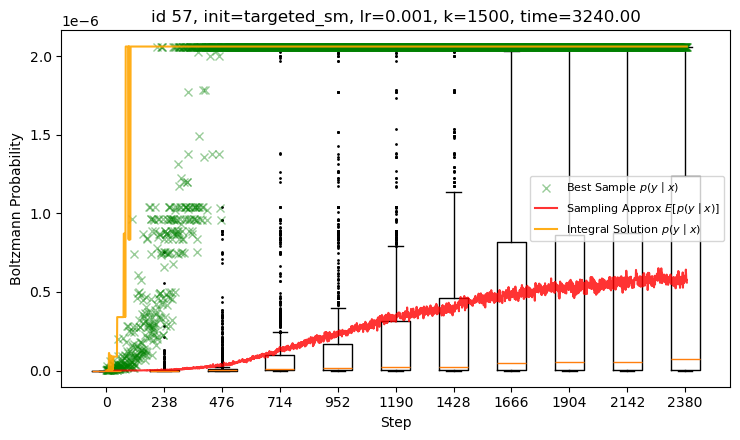 id 57, init=targeted_sm, lr=0.001, k=1500, time=3240.00
1e−6
2.0
1.5
1.0
0.5
0.0
Boltzmann Probability
Best Sample p(y | x)
Sampling Approx E[p(y | x)]
Integral Solution p(y | x)
0 238 476 714 952 1190 1428 1666 1904 2142 2380
Step